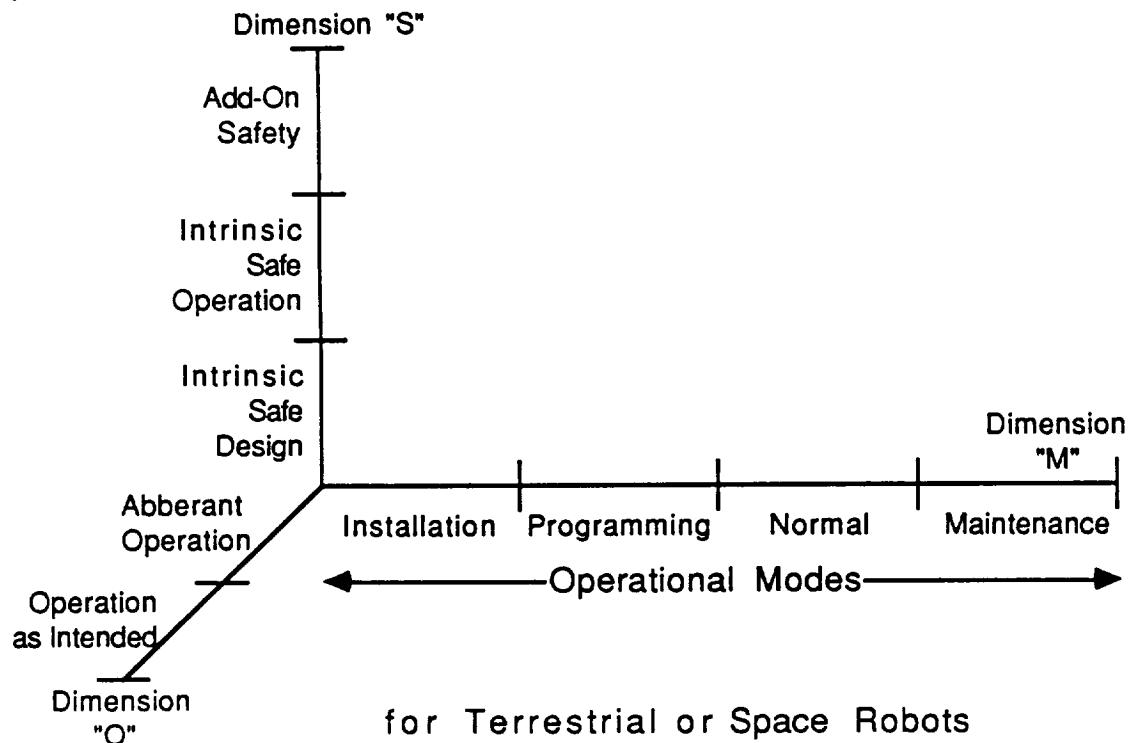 Dimension "S"
Add-On
Safety
Intrinsic
Safe
Operation
Intrinsic
Safe
Design
Dimension
"M"
Abberant
Operation
Installation
Programming
Normal
Maintenance
Operational Modes
Operation
as Intended
Dimension
"O"
for Terrestrial or Space Robots